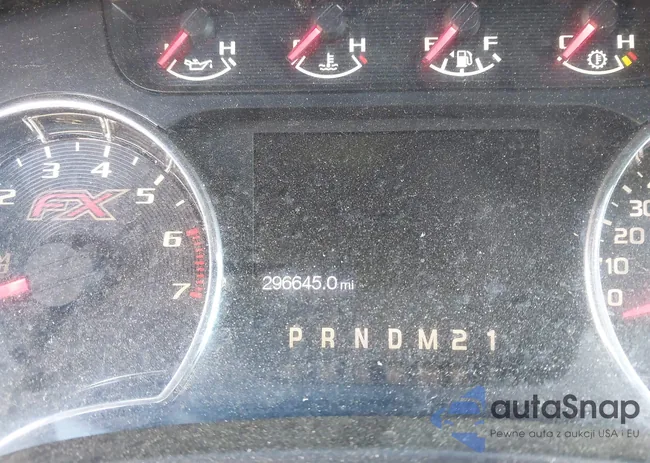 L H C H E F C H
2 3 4 5
FX
6
7
296645.0 mi
P R N D M 2 1
30
20
10
0
autaSnap
Pewne auta z aukcji USA i EU